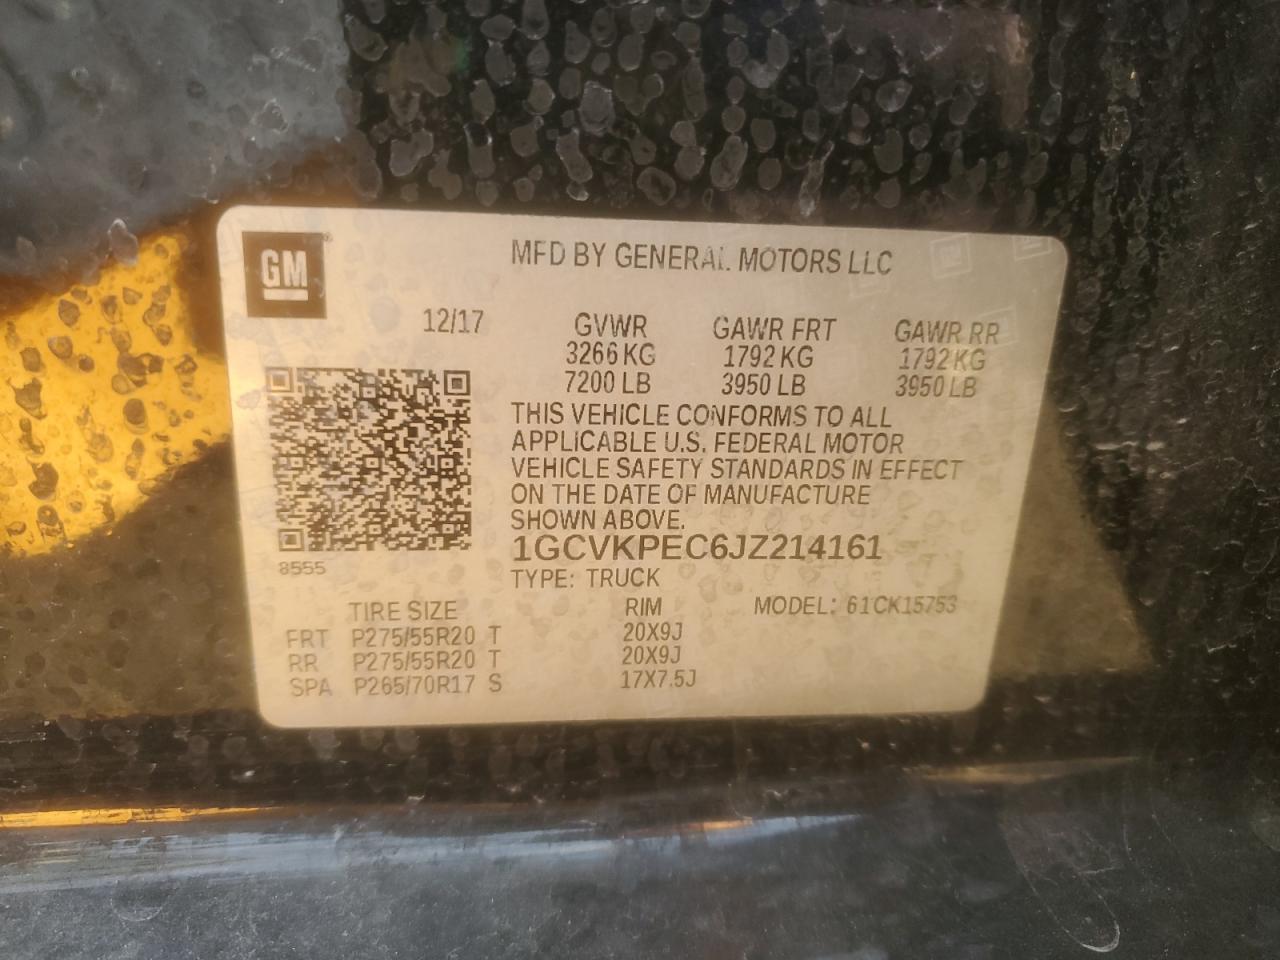 GM
MFD BY GENERAL MOTORS LLC
12/17 GVWR GAWR FRT GAWR RR
3266 KG 1792 KG 1792 KG
7200 LB 3950 LB 3950 LB
THIS VEHICLE CONFORMS TO ALL
APPLICABLE U.S. FEDERAL MOTOR
VEHICLE SAFETY STANDARDS IN EFFECT
ON THE DATE OF MANUFACTURE
SHOWN ABOVE.
1GCVKPEC6JZ214161
8555
TYPE: TRUCK
TIRE SIZE RIM MODEL: 61CK15753
FRT P275/55R20 T 20X9J
RR P275/55R20 T 20X9J
SPA P265/70R17 S 17X7.5J